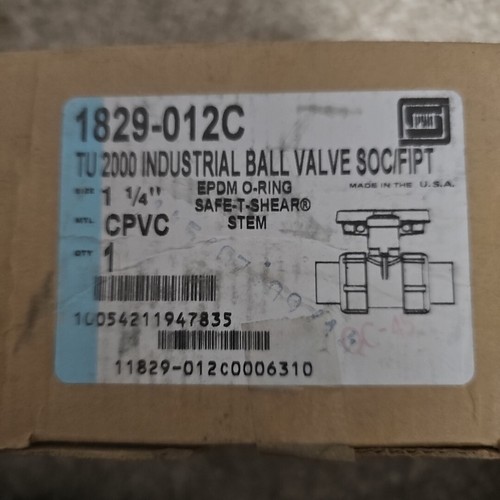 1829-012C
TU 2000 INDUSTRIAL BALL VALVE SOC/FIPT
SIZE 1 ¼" EPDM O-RING MADE IN THE U.S.A.
SAFE-T-SHEAR®
MTL CPVC STEM
QTY 1
10054211947835
11829-012C0006310